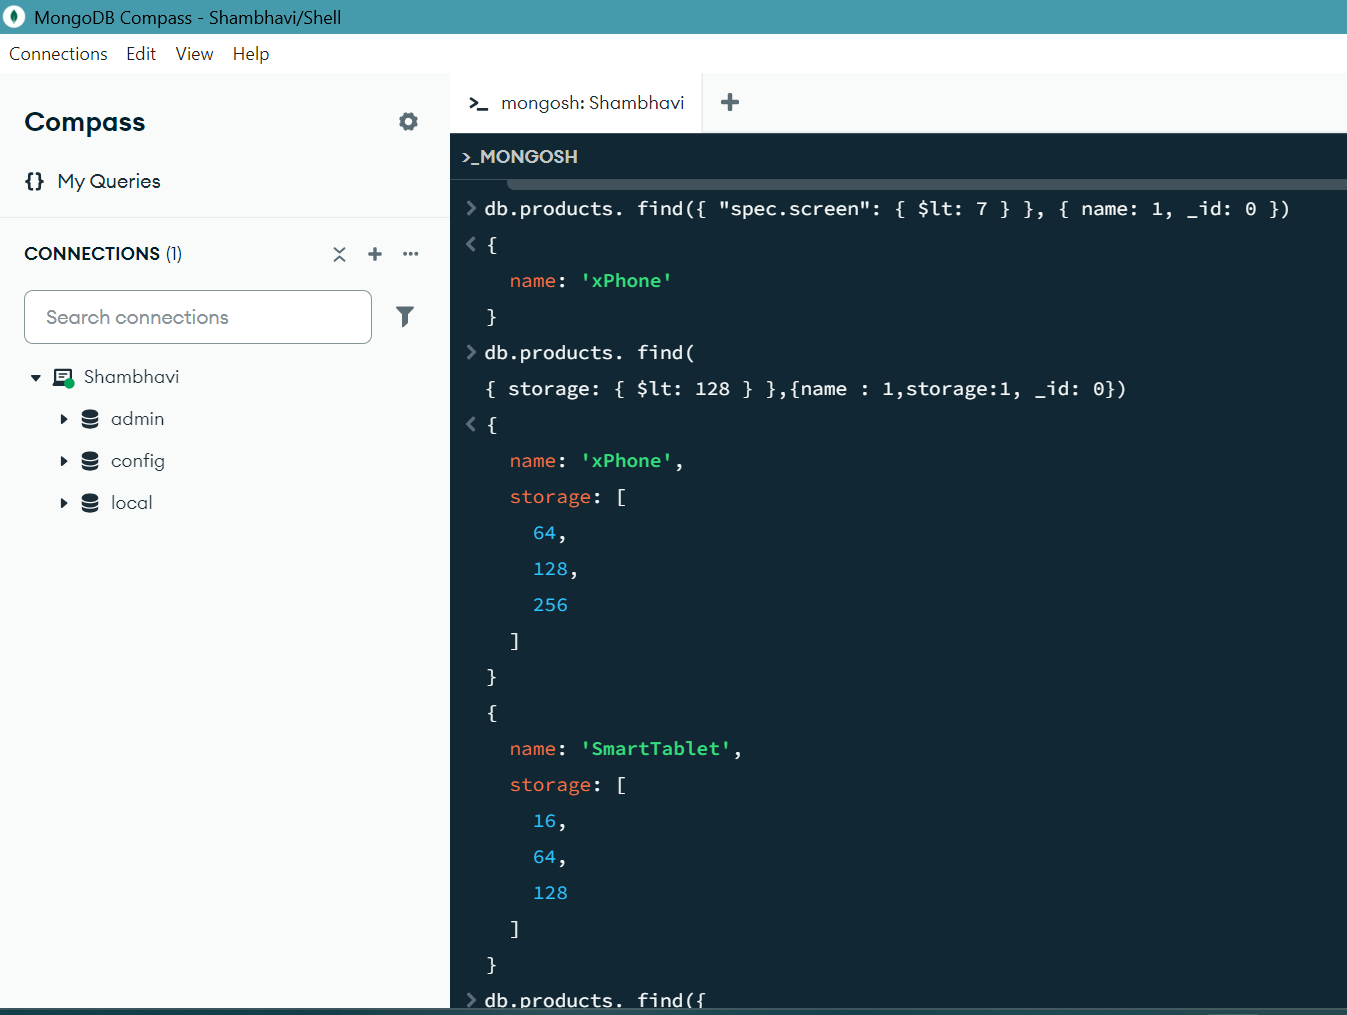 MongoDB Compass - Shambhavi/Shell
Connections Edit View Help
Compass
{} My Queries
CONNECTIONS (1)
Search connections
Shambhavi
admin
config
local
>_ mongosh: Shambhavi
>_MONGOSH
> db.products. find({ "spec.screen": { $lt: 7 } }, { name: 1, _id: 0 })
< {
name: 'xPhone'
}
> db.products. find(
{ storage: { $lt: 128 } },{name : 1,storage:1, _id: 0})
< {
name: 'xPhone',
storage: [
64,
128,
256
]
}
{
name: 'SmartTablet',
storage: [
16,
64,
128
]
}
> db.products. find({